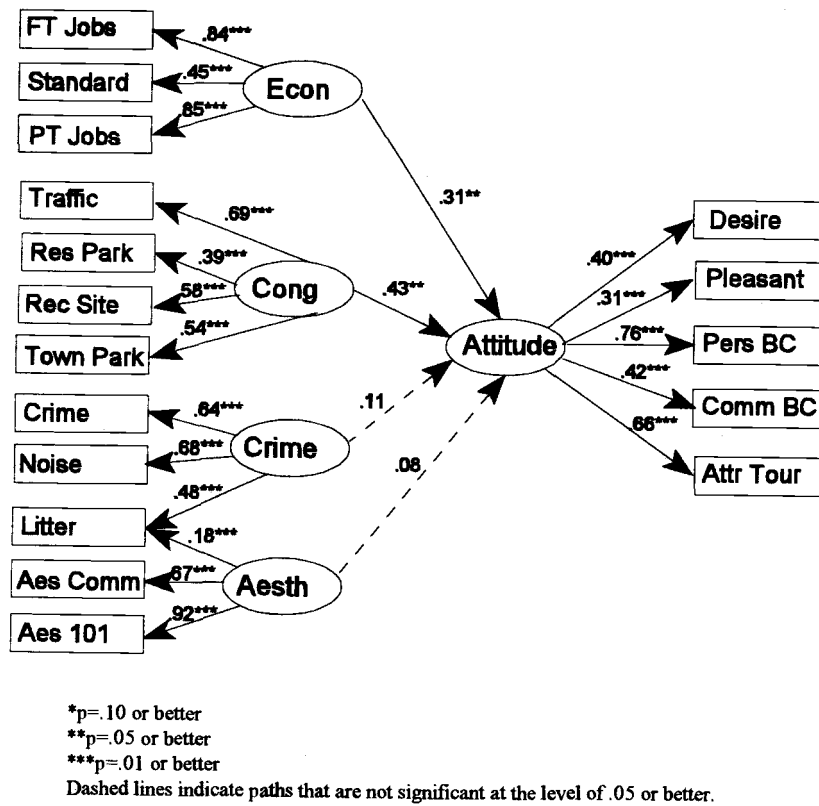 FT Jobs
.84***
Standard
.45***
Econ
PT Jobs
.85***
Traffic
.69***
.31**
Res Park
.39***
Rec Site
.58***
Cong
.43**
Town Park
.54***
Desire
.40***
Pleasant
.31***
Attitude
.76***
Pers BC
.42***
Comm BC
.66***
Attr Tour
Crime
.64***
Crime
.11
Noise
.68***
.48***
.08
Litter
.18***
Aes Comm
.67***
Aesth
Aes 101
.92***
*p=.10 or better
**p=.05 or better
***p=.01 or better
Dashed lines indicate paths that are not significant at the level of .05 or better.